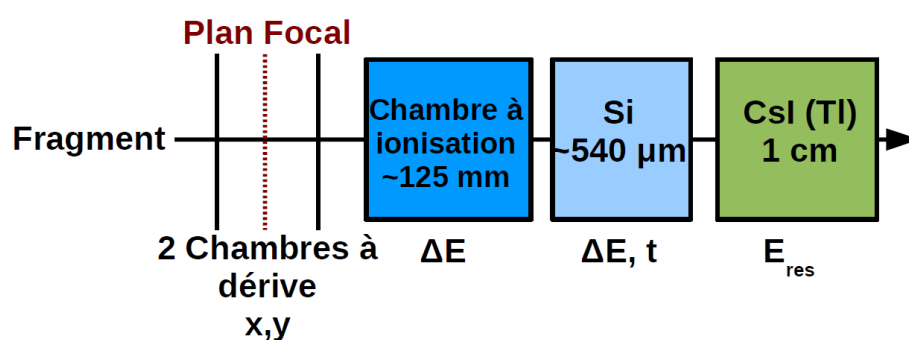 Plan Focal
Fragment
Chambre à
ionisation
~125 mm
Si
~540 µm
CsI (Tl)
1 cm
2 Chambres à
dérive
x,y
ΔE
ΔE, t
E res